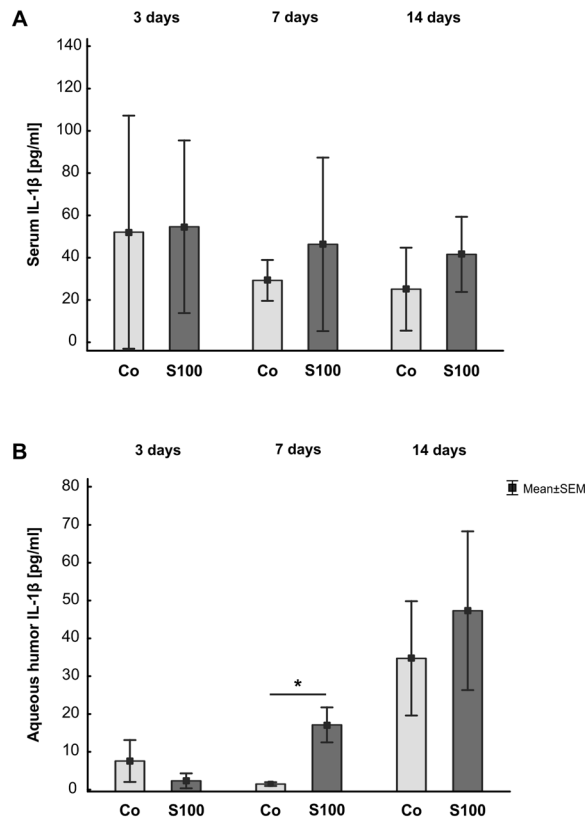 A
3 days 7 days 14 days
Serum IL-1β [pg/ml]
140
120
100
80
60
40
20
0
Co S100 Co S100 Co S100
B
3 days 7 days 14 days
Aqueous humor IL-1β [pg/ml]
80
70
60
50
40
30
20
10
0
Mean±SEM
*
Co S100 Co S100 Co S100